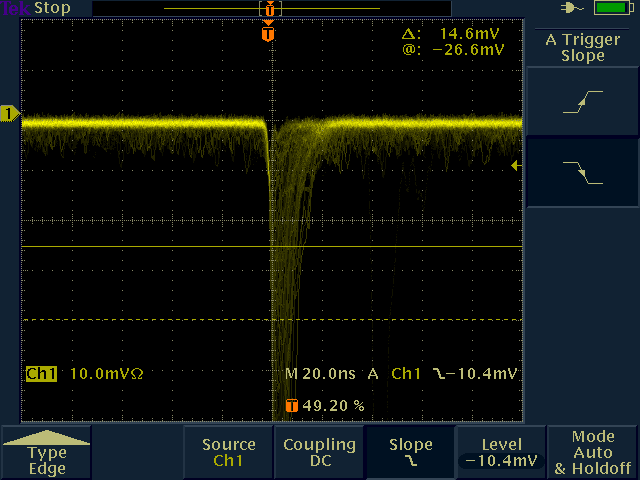 Tek Stop
T
T
Δ: 14.6mV
@: −26.6mV
A Trigger
Slope
1
Ch1 10.0mVΩ M 20.0ns A Ch1 −10.4mV
T 49.20 %
Type
Edge
Source
Ch1
Coupling
DC
Slope
Level
−10.4mV
Mode
Auto
& Holdoff